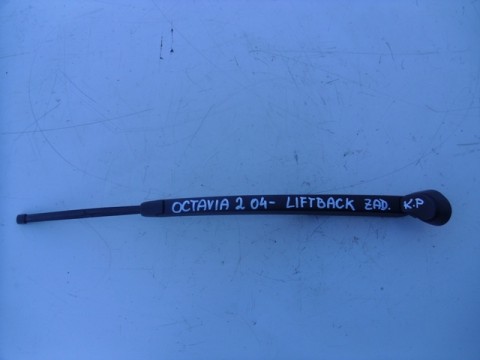 OCTAVIA 2 04- LIFTBACK ZAD. K.P